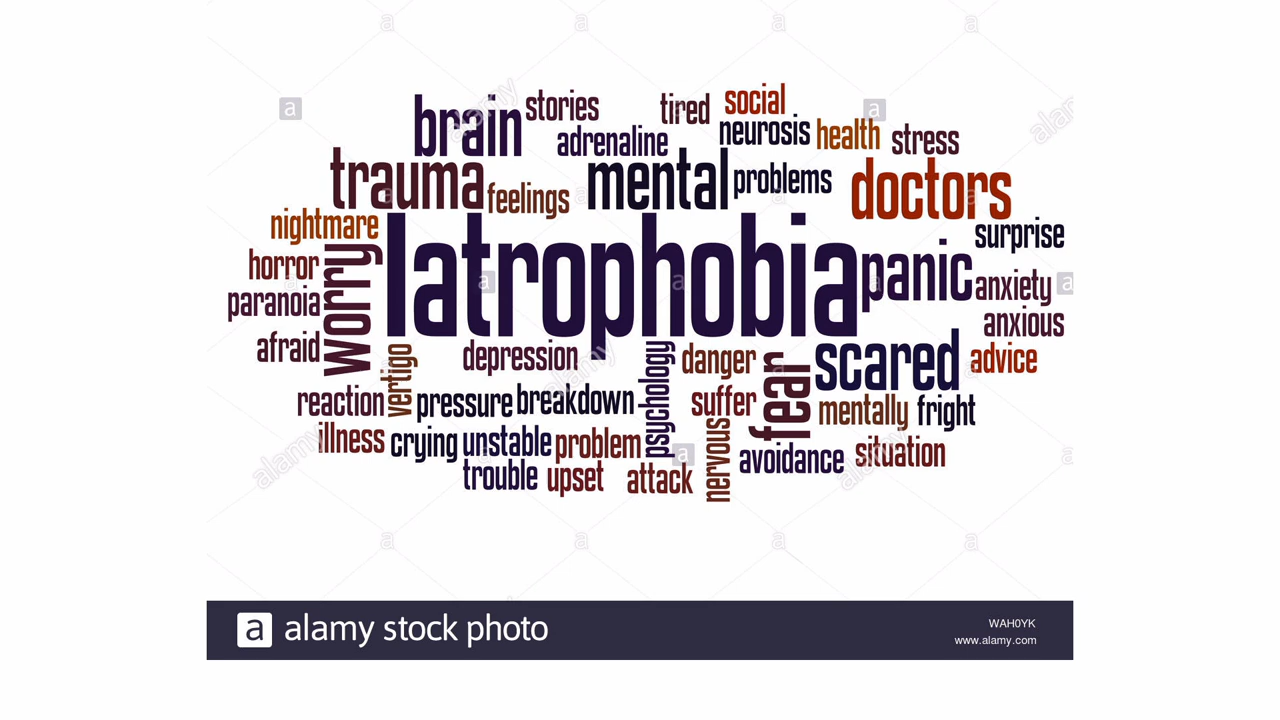 brain stories tired social
adrenaline neurosis health stress
trauma feelings mental problems doctors
nightmare surprise
horror worry Iatrophobia panic anxiety
paranoia anxious
afraid vertigo depression psychology danger fear scared advice
reaction pressure breakdown suffer mentally fright
illness crying unstable problem nervous avoidance situation
trouble upset attack
a alamy stock photo
WAH0YK
www.alamy.com
alamy
a